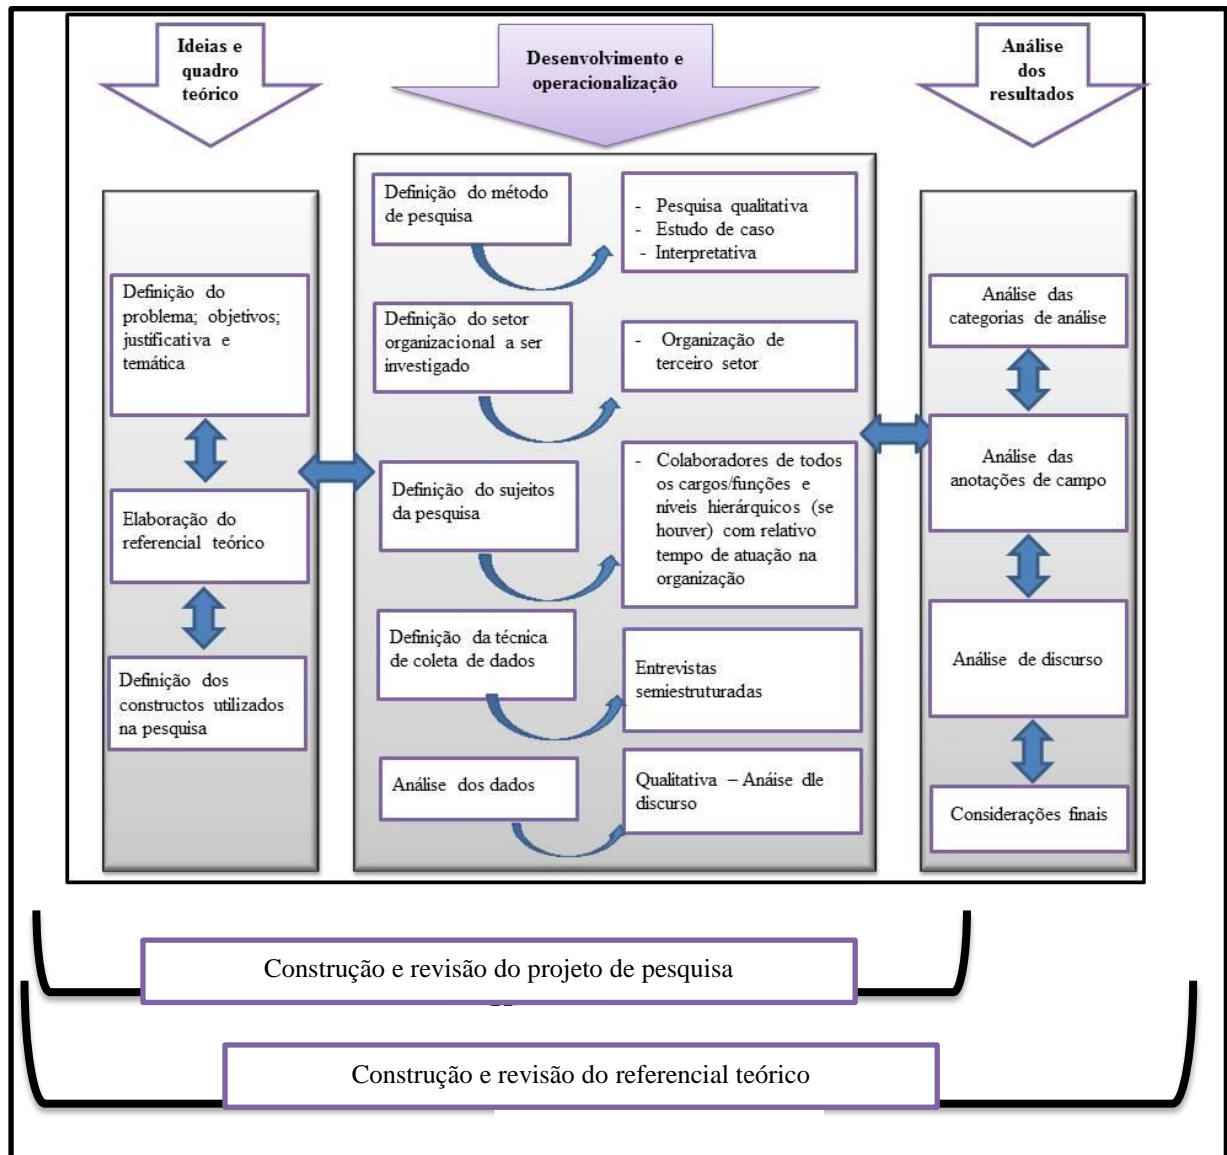 Ideias e
quadro
teórico
Desenvolvimento e
operacionalização
Análise
dos
resultados
Definição do
problema; objetivos;
justificativa e
temática
Elaboração do
referencial teórico
Definição dos
constructos utilizados
na pesquisa
Definição do método
de pesquisa
- Pesquisa qualitativa
- Estudo de caso
- Interpretativa
Definição do setor
organizacional a ser
investigado
- Organização de
terceiro setor
Definição do sujeitos
da pesquisa
- Colaboradores de todos
os cargos/funções e
níveis hierárquicos (se
houver) com relativo
tempo de atuação na
organização
Definição da técnica
de coleta de dados
Entrevistas
semiestruturadas
Análise dos dados
Qualitativa – Anáise dle
discurso
Análise das
categorias de análise
Análise das
anotações de campo
Análise de discurso
Considerações finais
Construção e revisão do projeto de pesquisa
Construção e revisão do referencial teórico